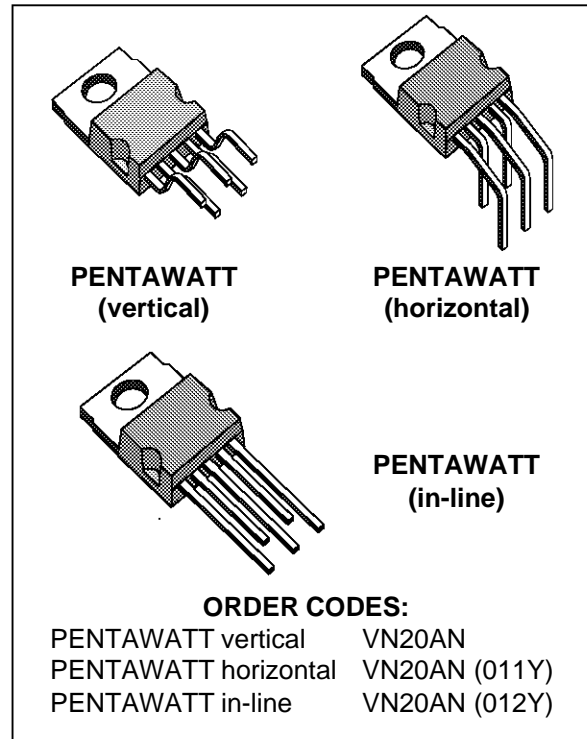 PENTAWATT
(vertical)
PENTAWATT
(horizontal)
PENTAWATT
(in-line)
ORDER CODES:
PENTAWATT vertical VN20AN
PENTAWATT horizontal VN20AN (011Y)
PENTAWATT in-line VN20AN (012Y)